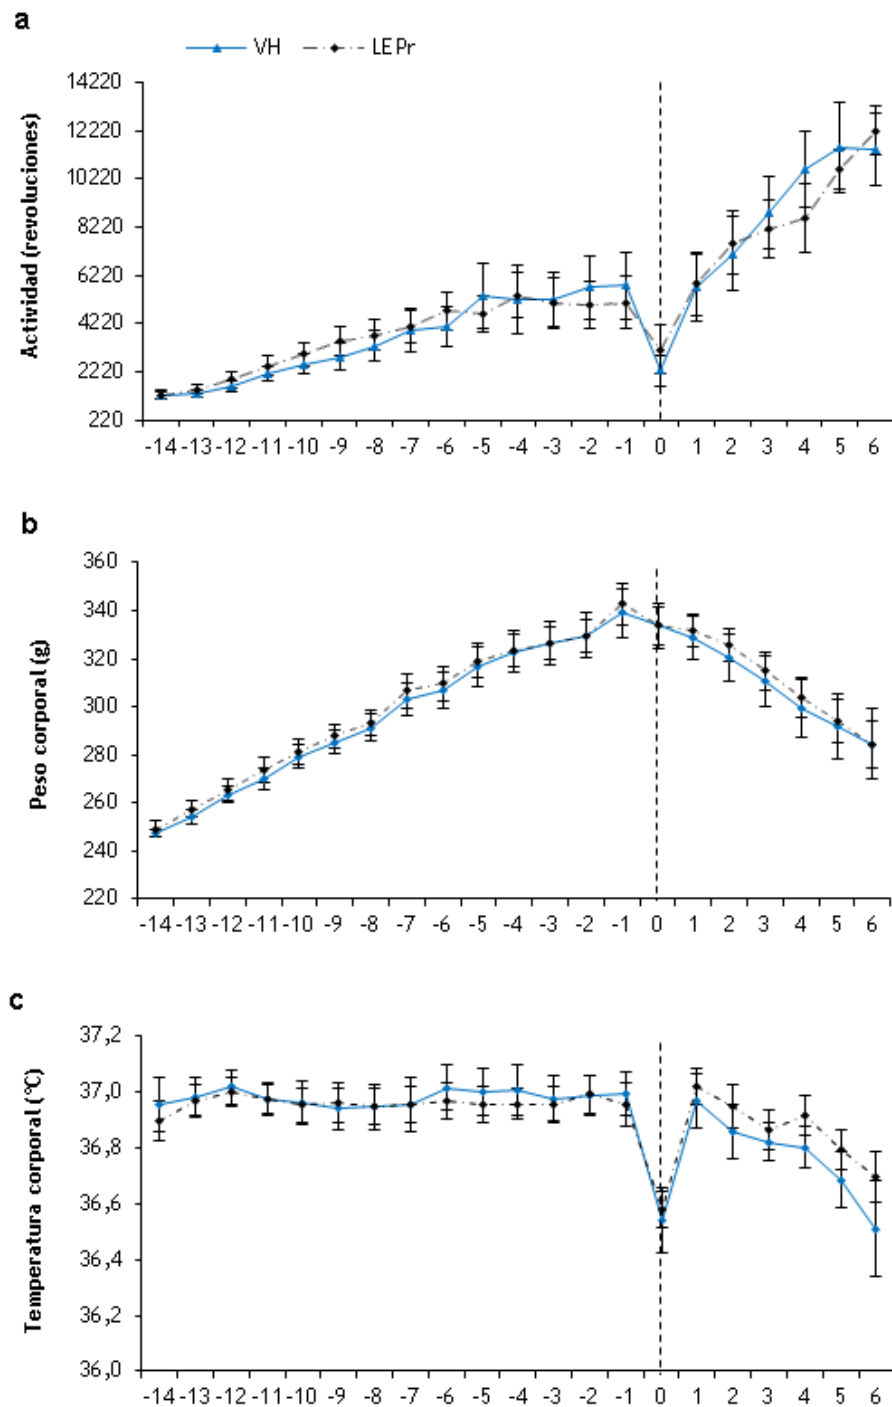 a
VH LEPr
Actividad (revoluciones)
14220
12220
10220
8220
6220
4220
2220
220
-14 -13 -12 -11 -10 -9 -8 -7 -6 -5 -4 -3 -2 -1 0 1 2 3 4 5 6
b
Peso corporal (g)
360
340
320
300
280
260
240
220
-14 -13 -12 -11 -10 -9 -8 -7 -6 -5 -4 -3 -2 -1 0 1 2 3 4 5 6
c
Temperatura corporal (°C)
37,2
37,0
36,8
36,6
36,4
36,2
36,0
-14 -13 -12 -11 -10 -9 -8 -7 -6 -5 -4 -3 -2 -1 0 1 2 3 4 5 6